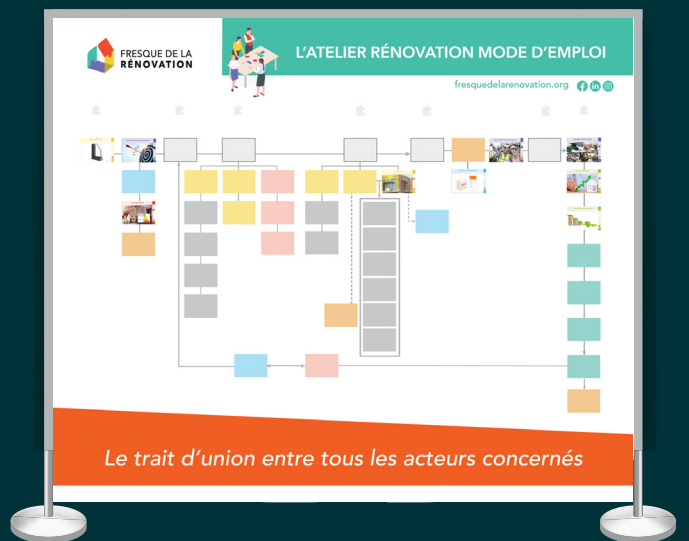 FRESQUE DE LA
RÉNOVATION
L'ATELIER RÉNOVATION MODE D'EMPLOI
fresquedelarenovation.org
Le trait d'union entre tous les acteurs concernés